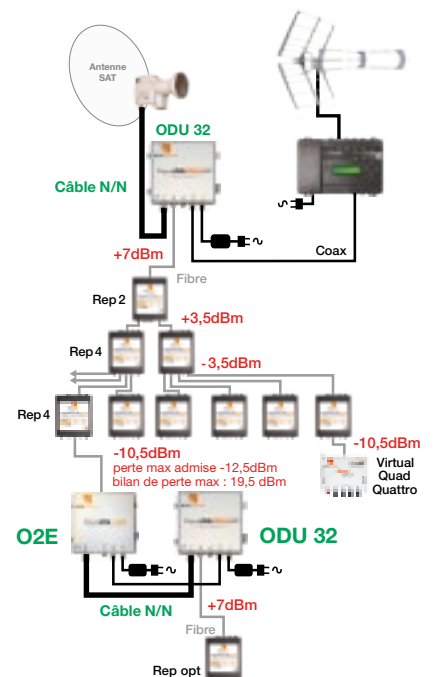 Antenne
SAT
ODU 32
Câble N/N
Coax
+7dBm
Fibre
Rep 2
+3,5dBm
Rep 4
-3,5dBm
Rep 4
-10,5dBm
-10,5dBm
perte max admise -12,5dBm
bilan de perte max : 19,5 dBm
Virtual
Quad
Quattro
O2E
ODU 32
Câble N/N
+7dBm
Fibre
Rep opt